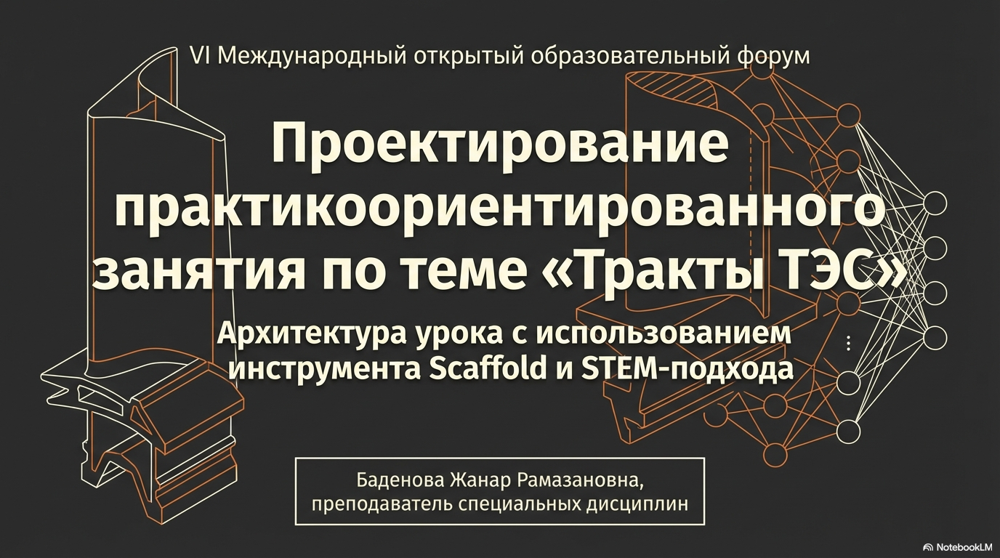 VI Международный открытый образовательный форум
Проектирование
практикоориентированного
занятия по теме «Тракты ТЭС»
Архитектура урока с использованием
инструмента Scaffold и STEM-подхода
Баденова Жанар Рамазановна,
преподаватель специальных дисциплин
NotebookLM